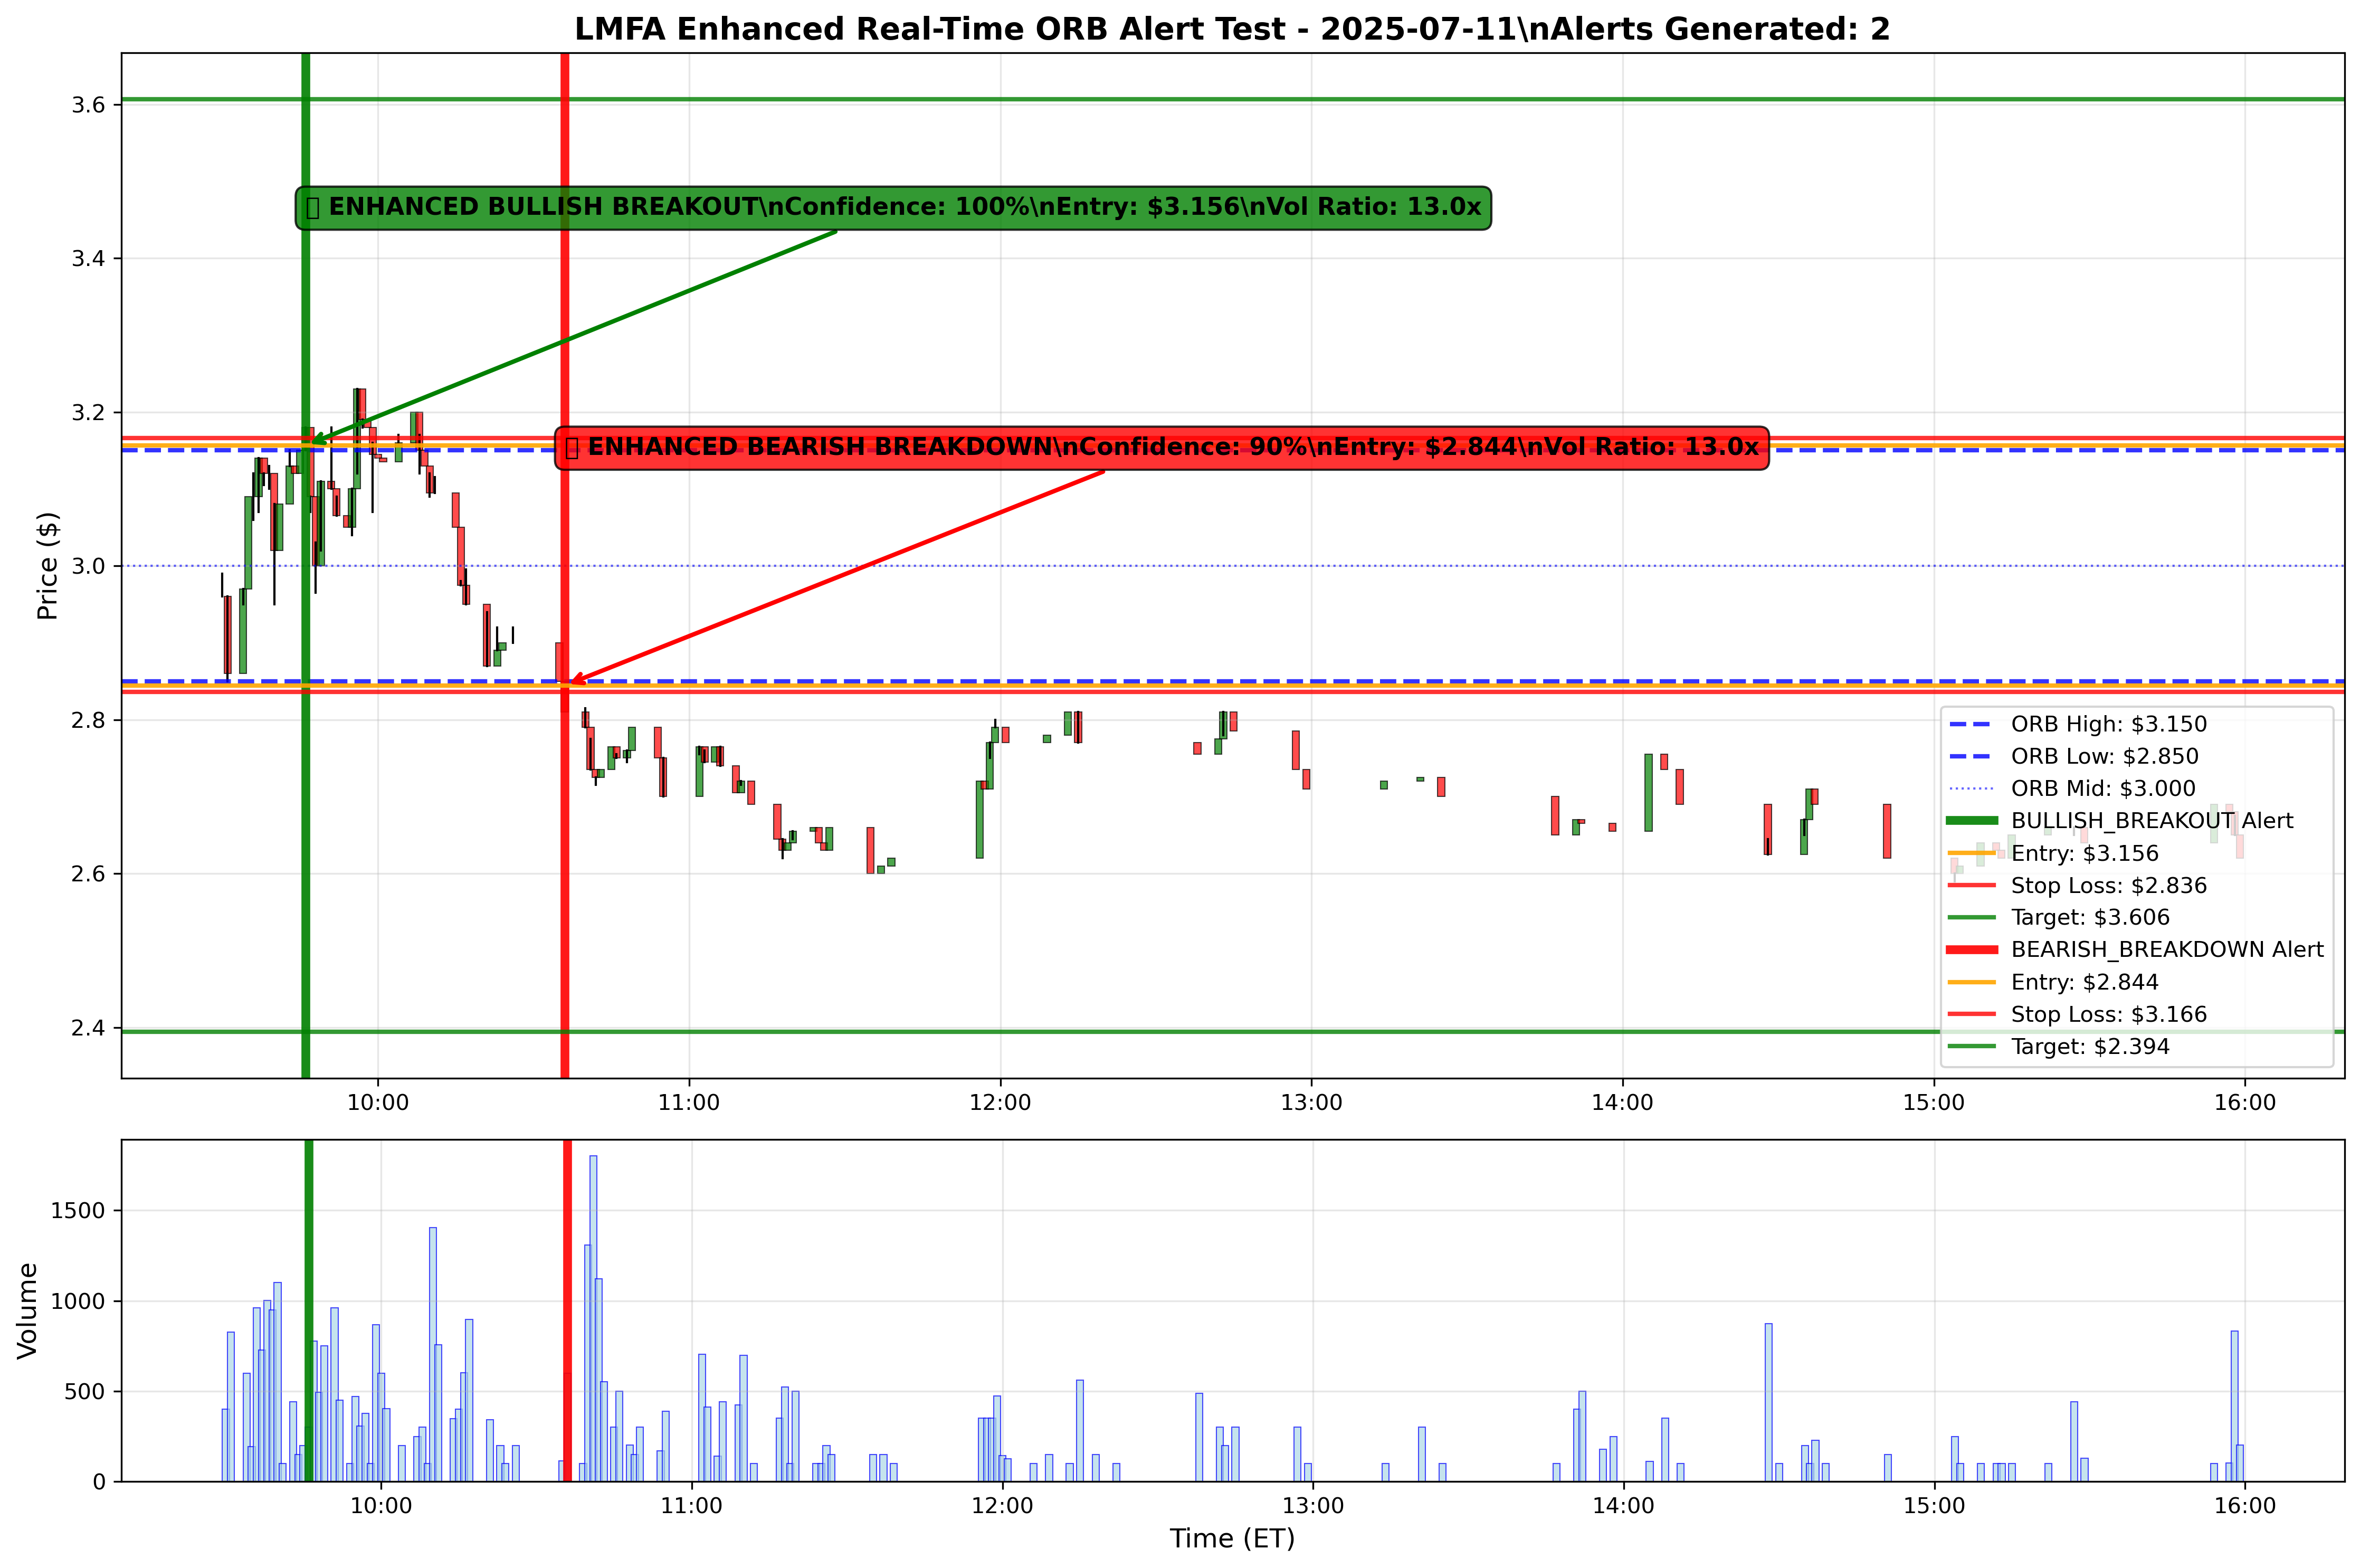 LMFA Enhanced Real-Time ORB Alert Test - 2025-07-11\nAlerts Generated: 2
Price ($)
3.6
3.4
3.2
3.0
2.8
2.6
2.4
ENHANCED BULLISH BREAKOUT\nConfidence: 100%\nEntry: $3.156\nVol Ratio: 13.0x
ENHANCED BEARISH BREAKDOWN\nConfidence: 90%\nEntry: $2.844\nVol Ratio: 13.0x
ORB High: $3.150
ORB Low: $2.850
ORB Mid: $3.000
BULLISH_BREAKOUT Alert
Entry: $3.156
Stop Loss: $2.836
Target: $3.606
BEARISH_BREAKDOWN Alert
Entry: $2.844
Stop Loss: $3.166
Target: $2.394
10:00 11:00 12:00 13:00 14:00 15:00 16:00
Volume
1500
1000
500
0
10:00 11:00 12:00 13:00 14:00 15:00 16:00
Time (ET)